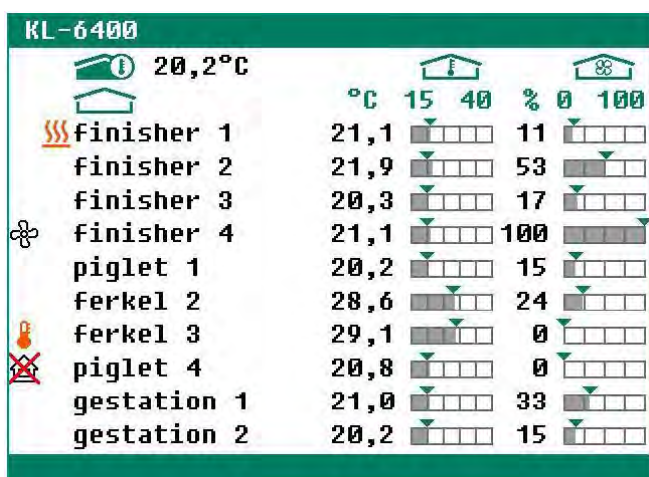 KL-6400
20,2°C
°C 15 40 % 0 100
finisher 1 21,1 11
finisher 2 21,9 53
finisher 3 20,3 17
finisher 4 21,1 100
piglet 1 20,2 15
ferkel 2 28,6 24
ferkel 3 29,1 0
piglet 4 20,8 0
gestation 1 21,0 33
gestation 2 20,2 15